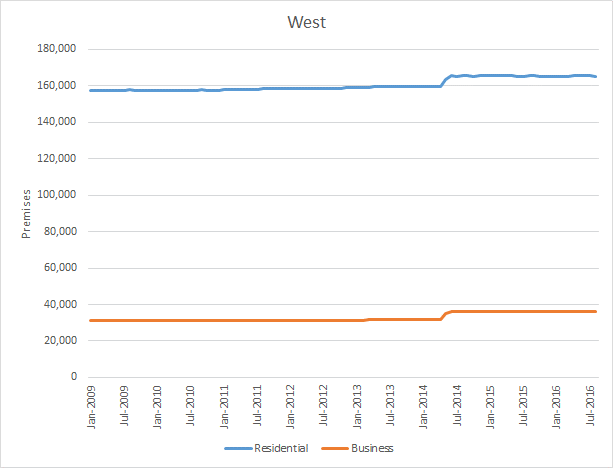 West
180,000
160,000
140,000
120,000
100,000
80,000
60,000
40,000
20,000
0
Premises
Jan-2009
Jul-2009
Jan-2010
Jul-2010
Jan-2011
Jul-2011
Jan-2012
Jul-2012
Jan-2013
Jul-2013
Jan-2014
Jul-2014
Jan-2015
Jul-2015
Jan-2016
Jul-2016
Residential Business